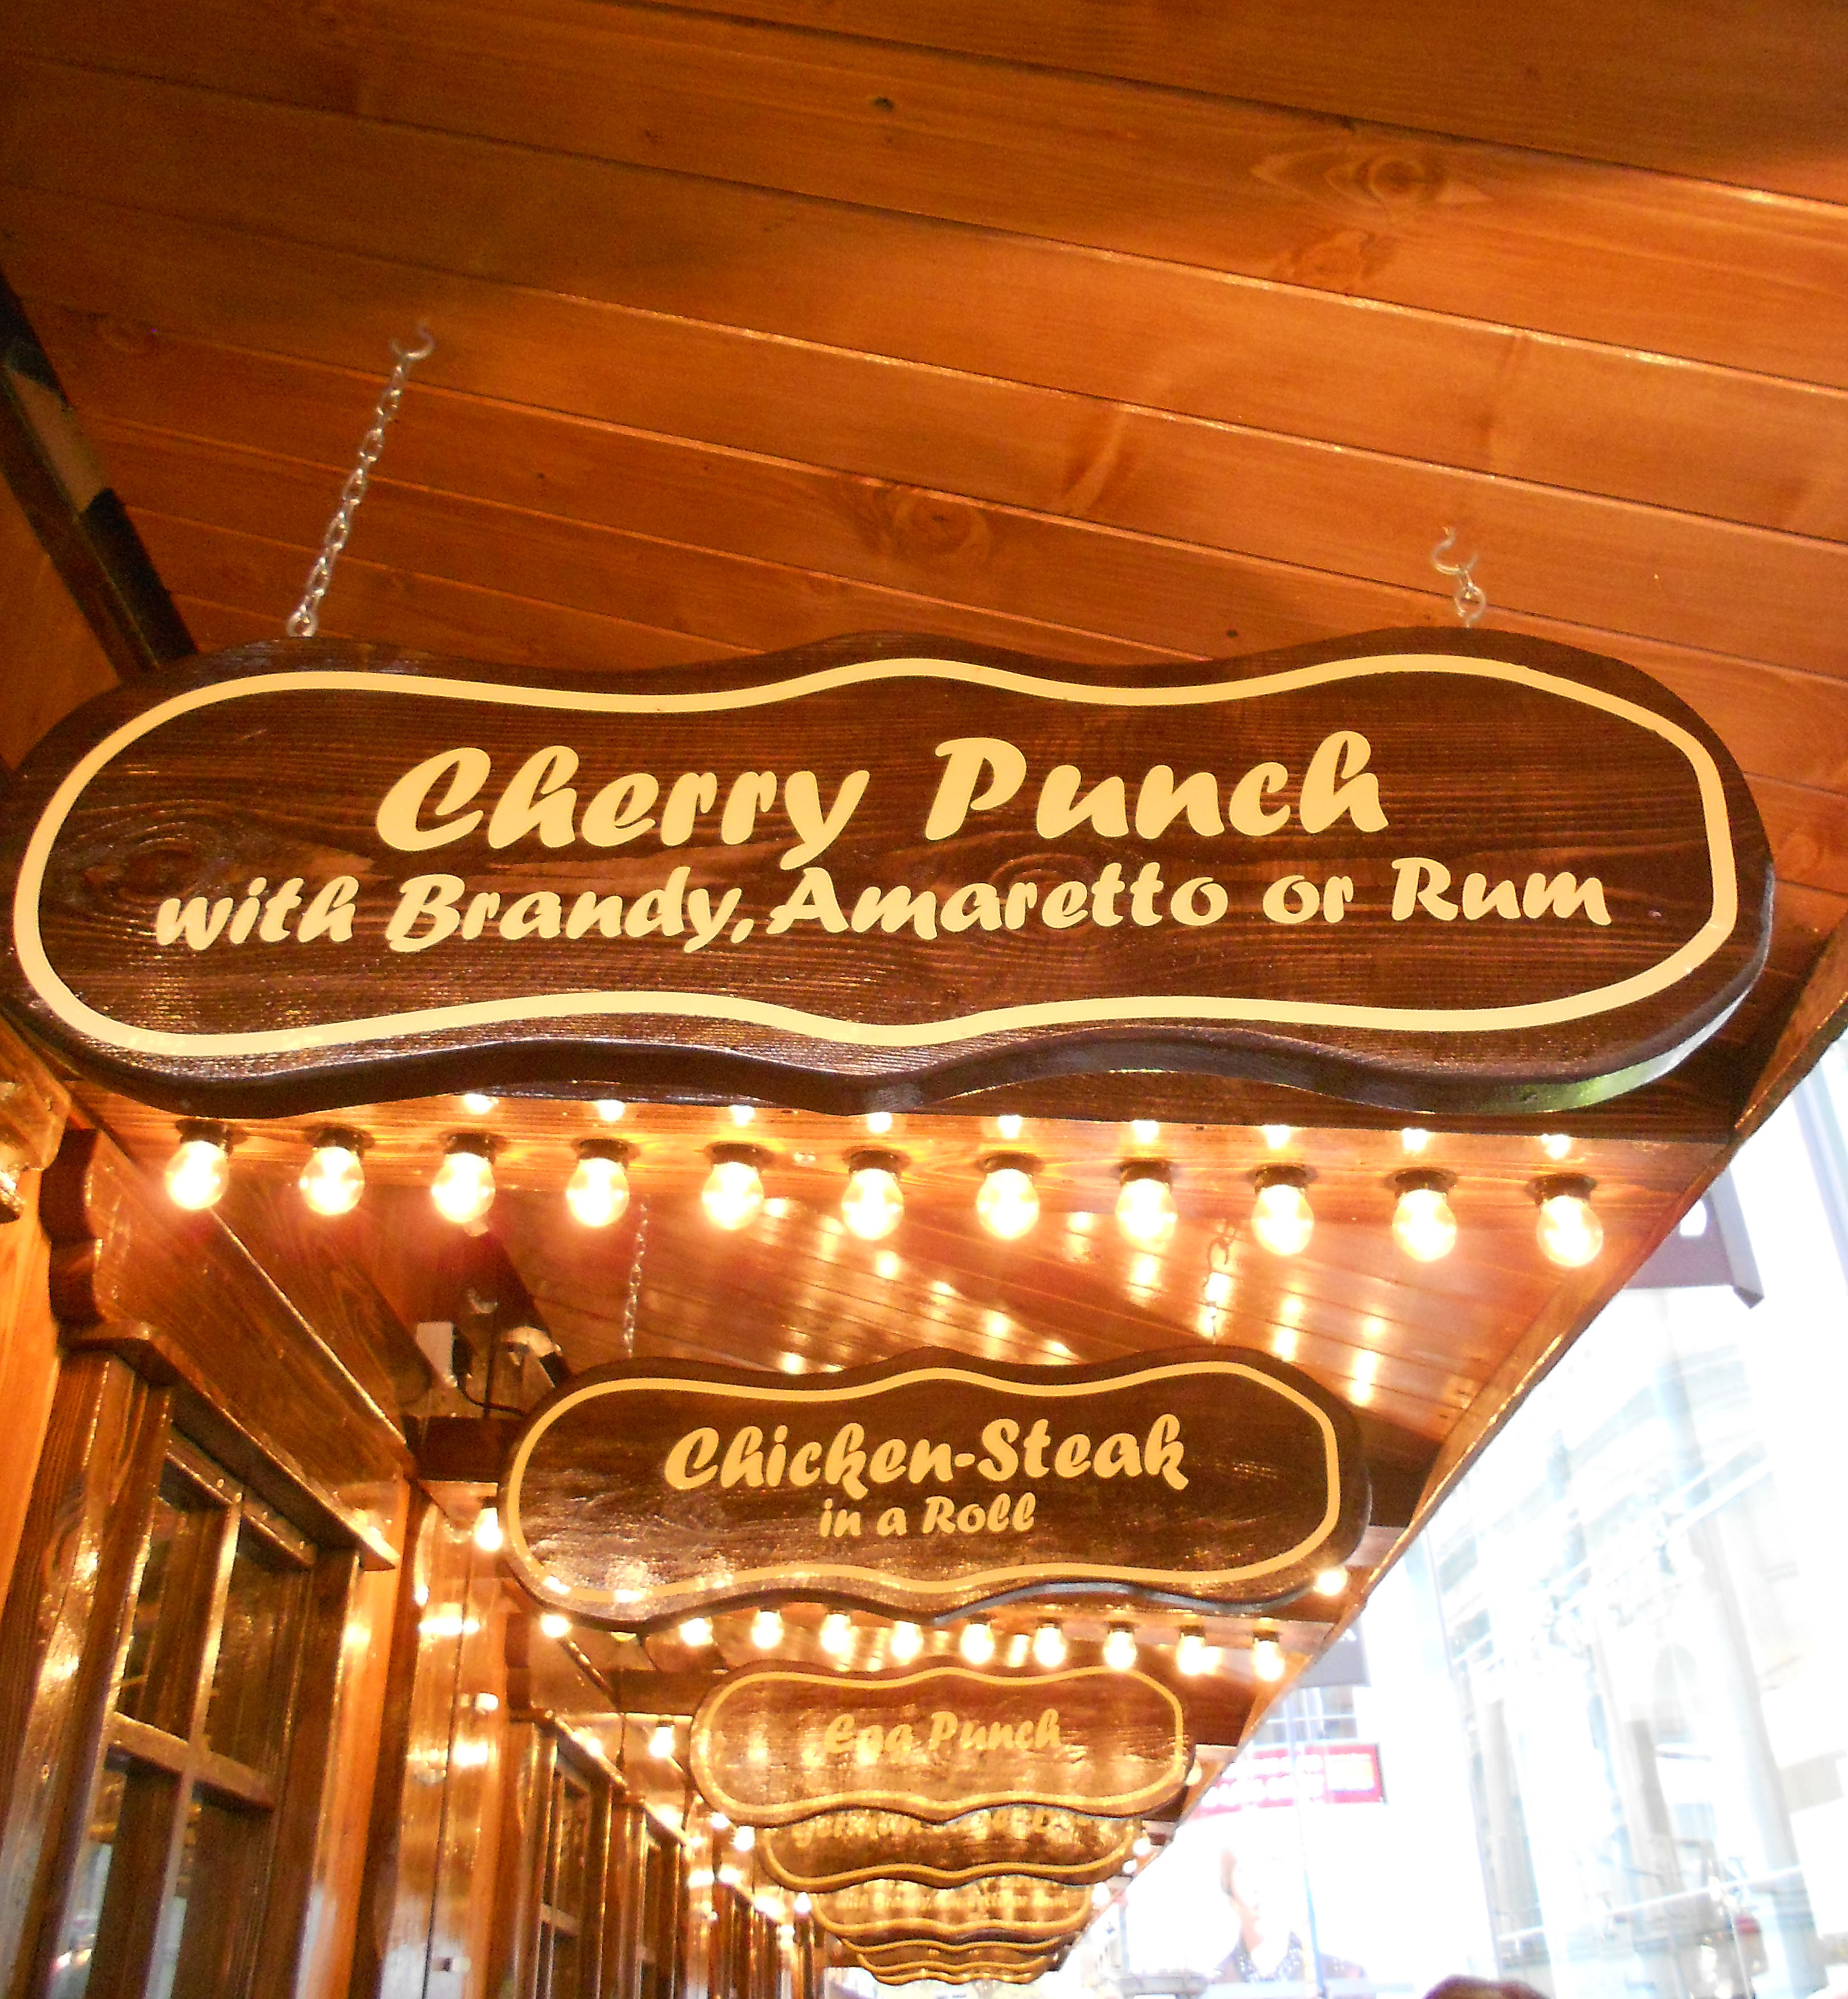 Cherry Punch
with Brandy, Amaretto or Rum
Chicken-Steak
in a Roll
Egg Punch